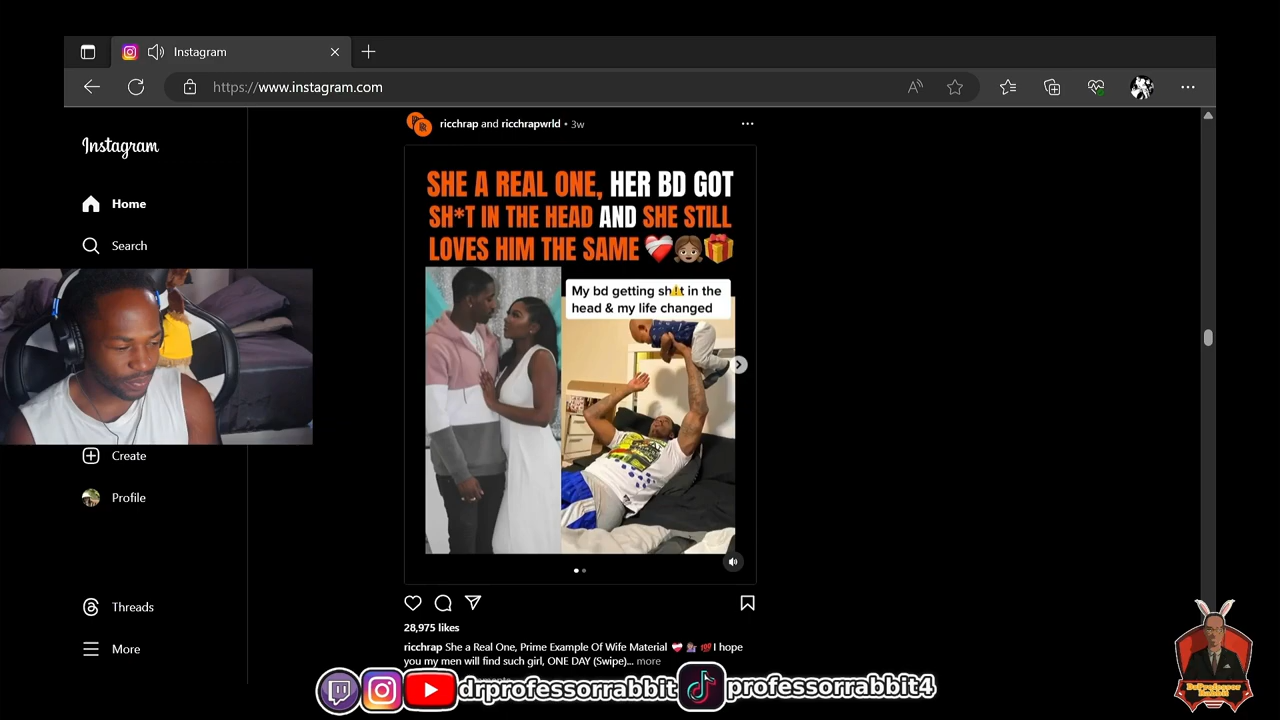 Instagram
https://www.instagram.com
Instagram
ricchrap and ricchrapwrld • 3w
SHE A REAL ONE, HER BD GOT
SH*T IN THE HEAD AND SHE STILL
LOVES HIM THE SAME
Home
Search
My bd getting sh t in the
head & my life changed
Create
Profile
Threads
More
28,975 likes
ricchrap She a Real One, Prime Example Of Wife Material 💯 I hope
you my men will find such girl, ONE DAY (Swipe)... more
drprofessorrabbit
professorrabbit4
DrProfessor
Rabbit